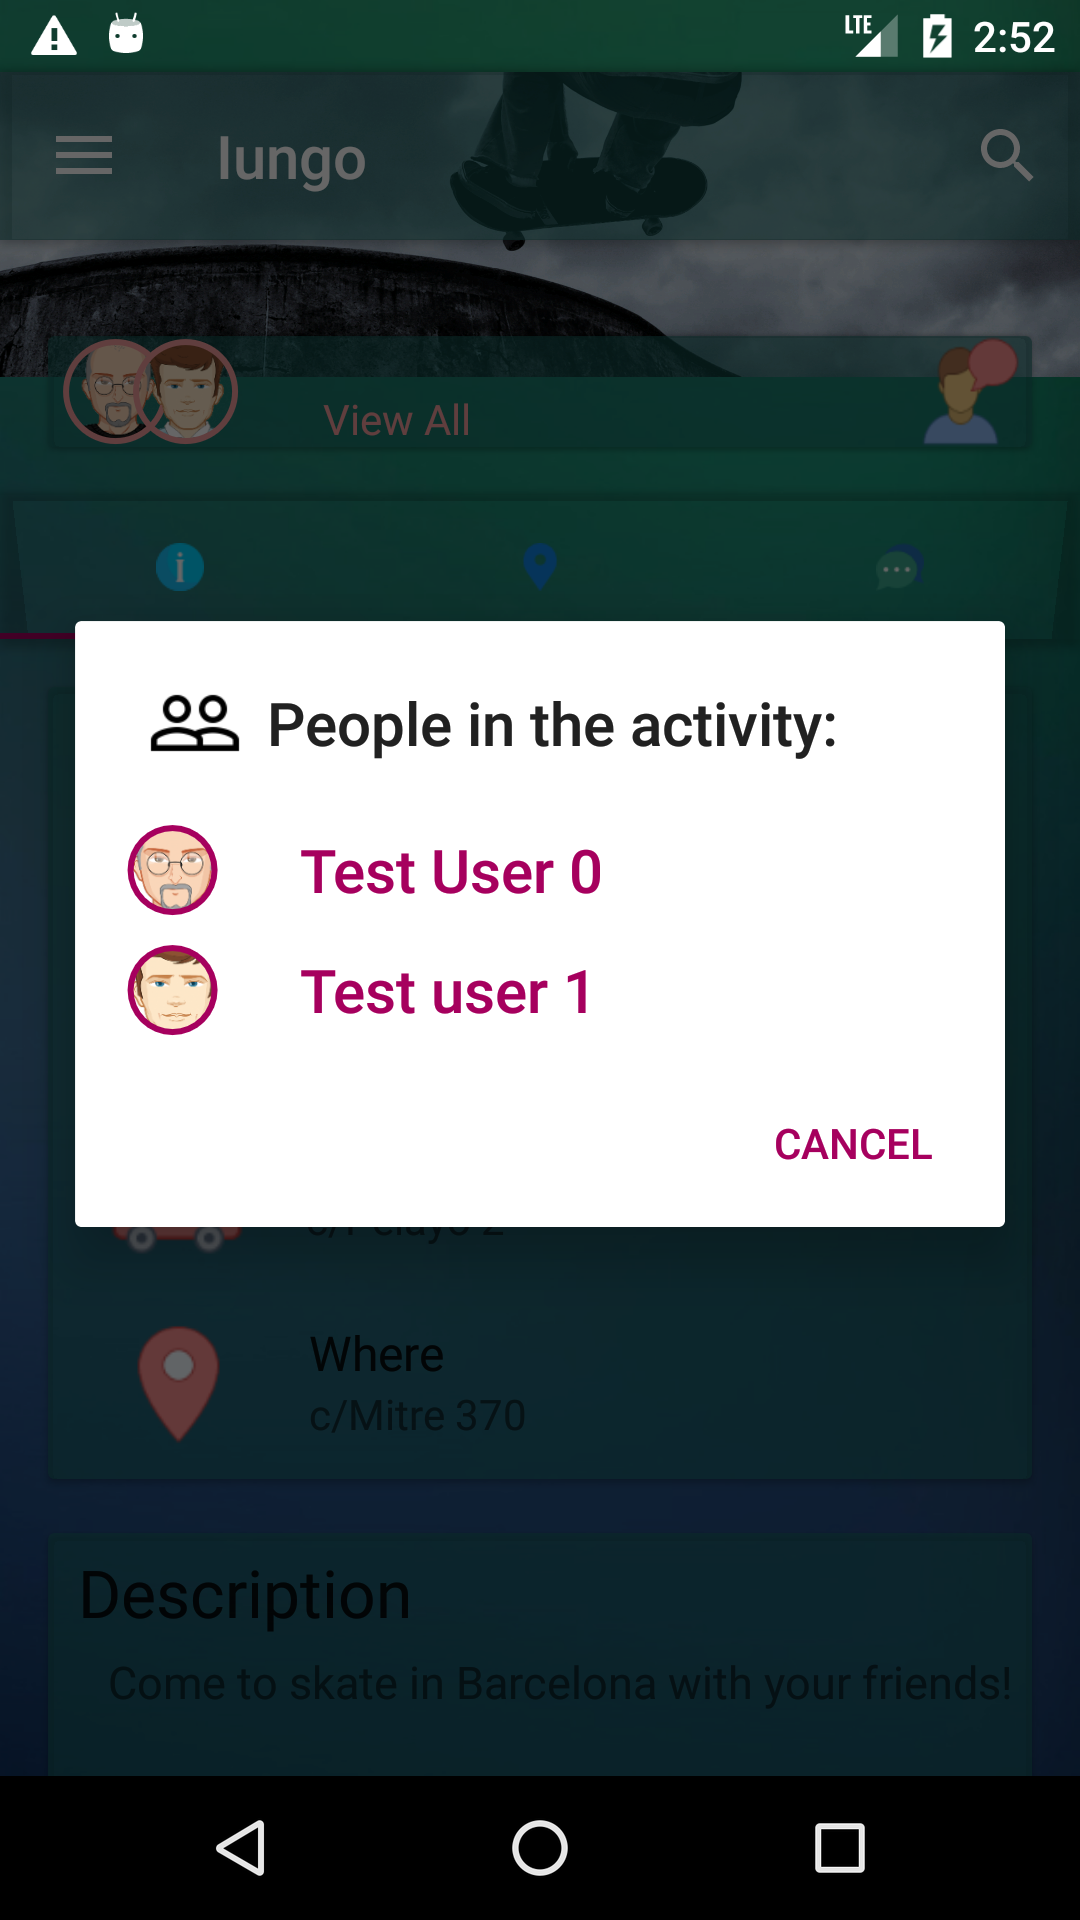 LTE 2:52
lungo
View All
People in the activity:
Test User 0
Test user 1
CANCEL
c/Pelayo 2
Where
c/Mitre 370
Description
Come to skate in Barcelona with your friends!